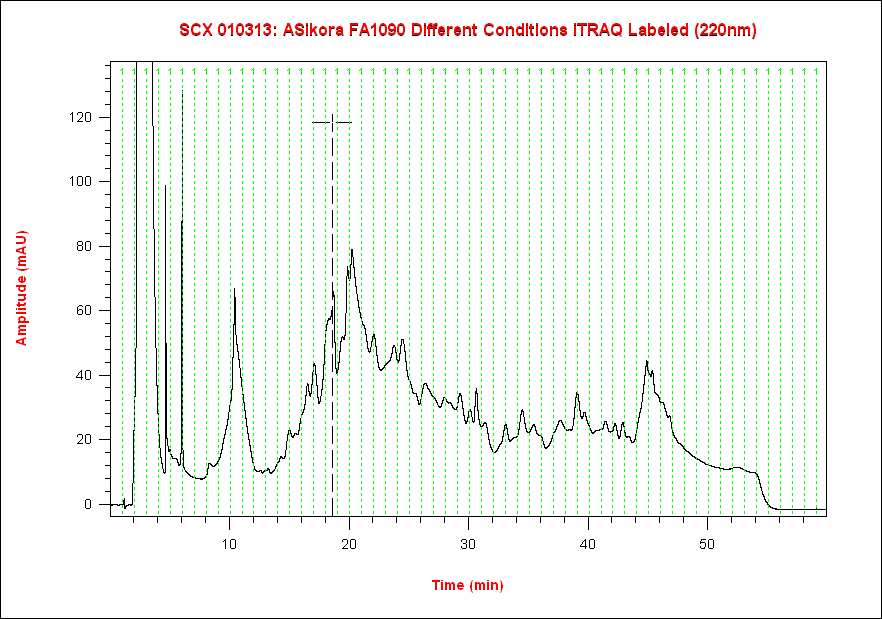 SCX 010313: ASikora FA1090 Different Conditions ITRAQ Labeled (220nm)
120
100
80
60
40
20
0
Amplitude (mAU)
10 20 30 40 50
Time (min)